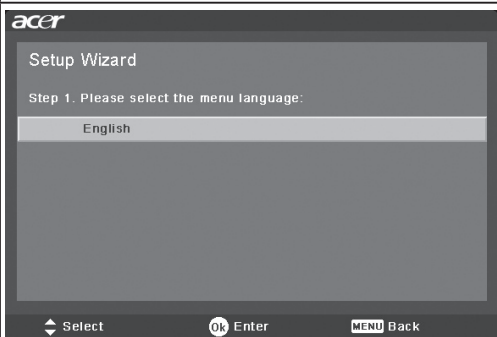 acer
Setup Wizard
Step 1. Please select the menu language:
English
Select Ok Enter MENU Back